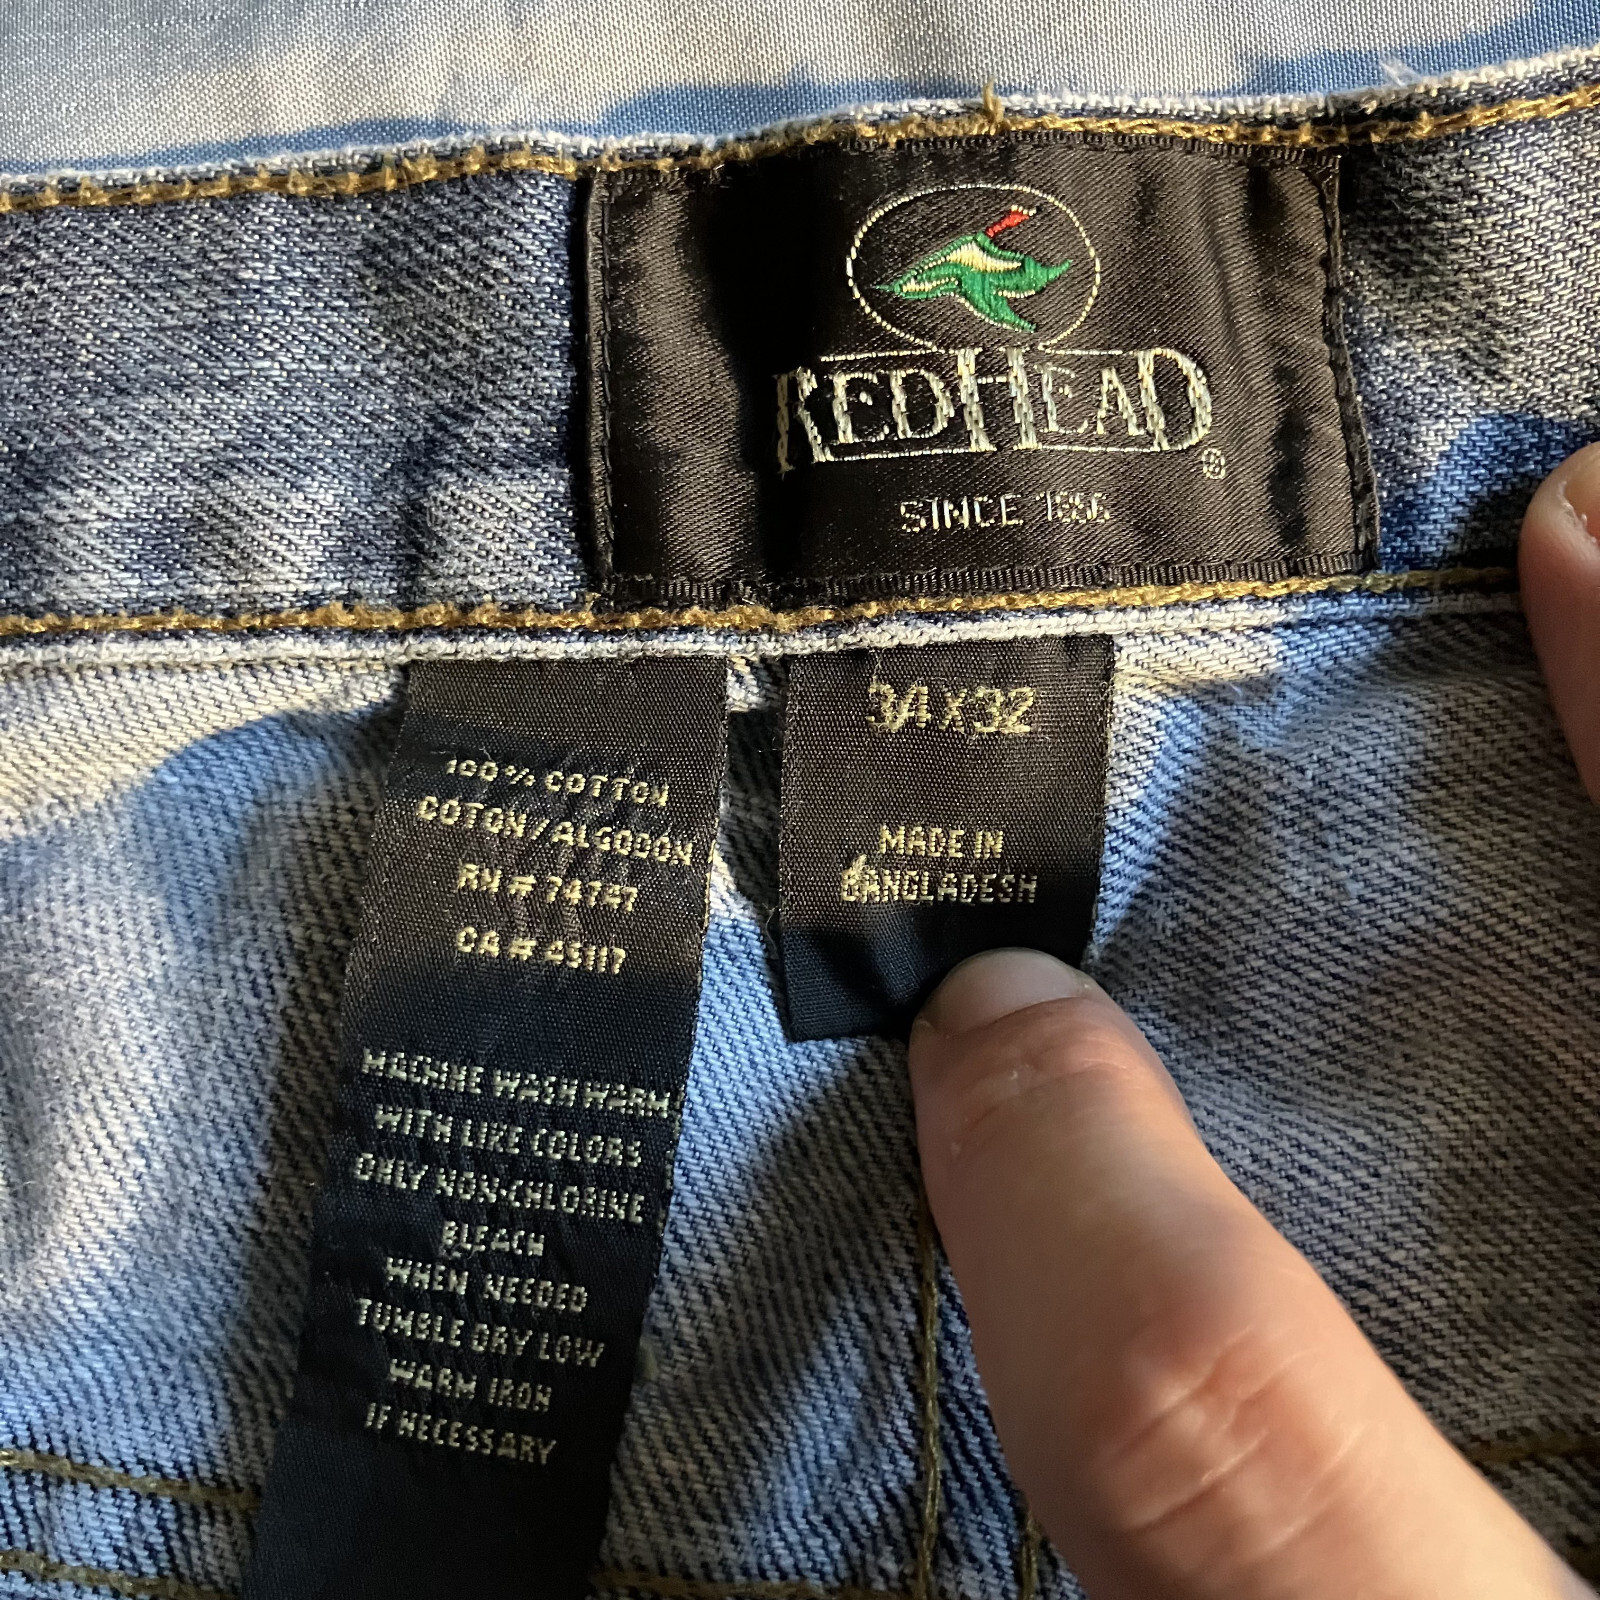 REDHEAD®
SINCE 1856
34 X 32
MADE IN
BANGLADESH
100% COTTON
COTON / ALGODON
RN # 74747
CA # 45117
MACHINE WASH WARM
WITH LIKE COLORS
ONLY NON-CHLORINE
BLEACH
WHEN NEEDED
TUMBLE DRY LOW
WARM IRON
IF NECESSARY